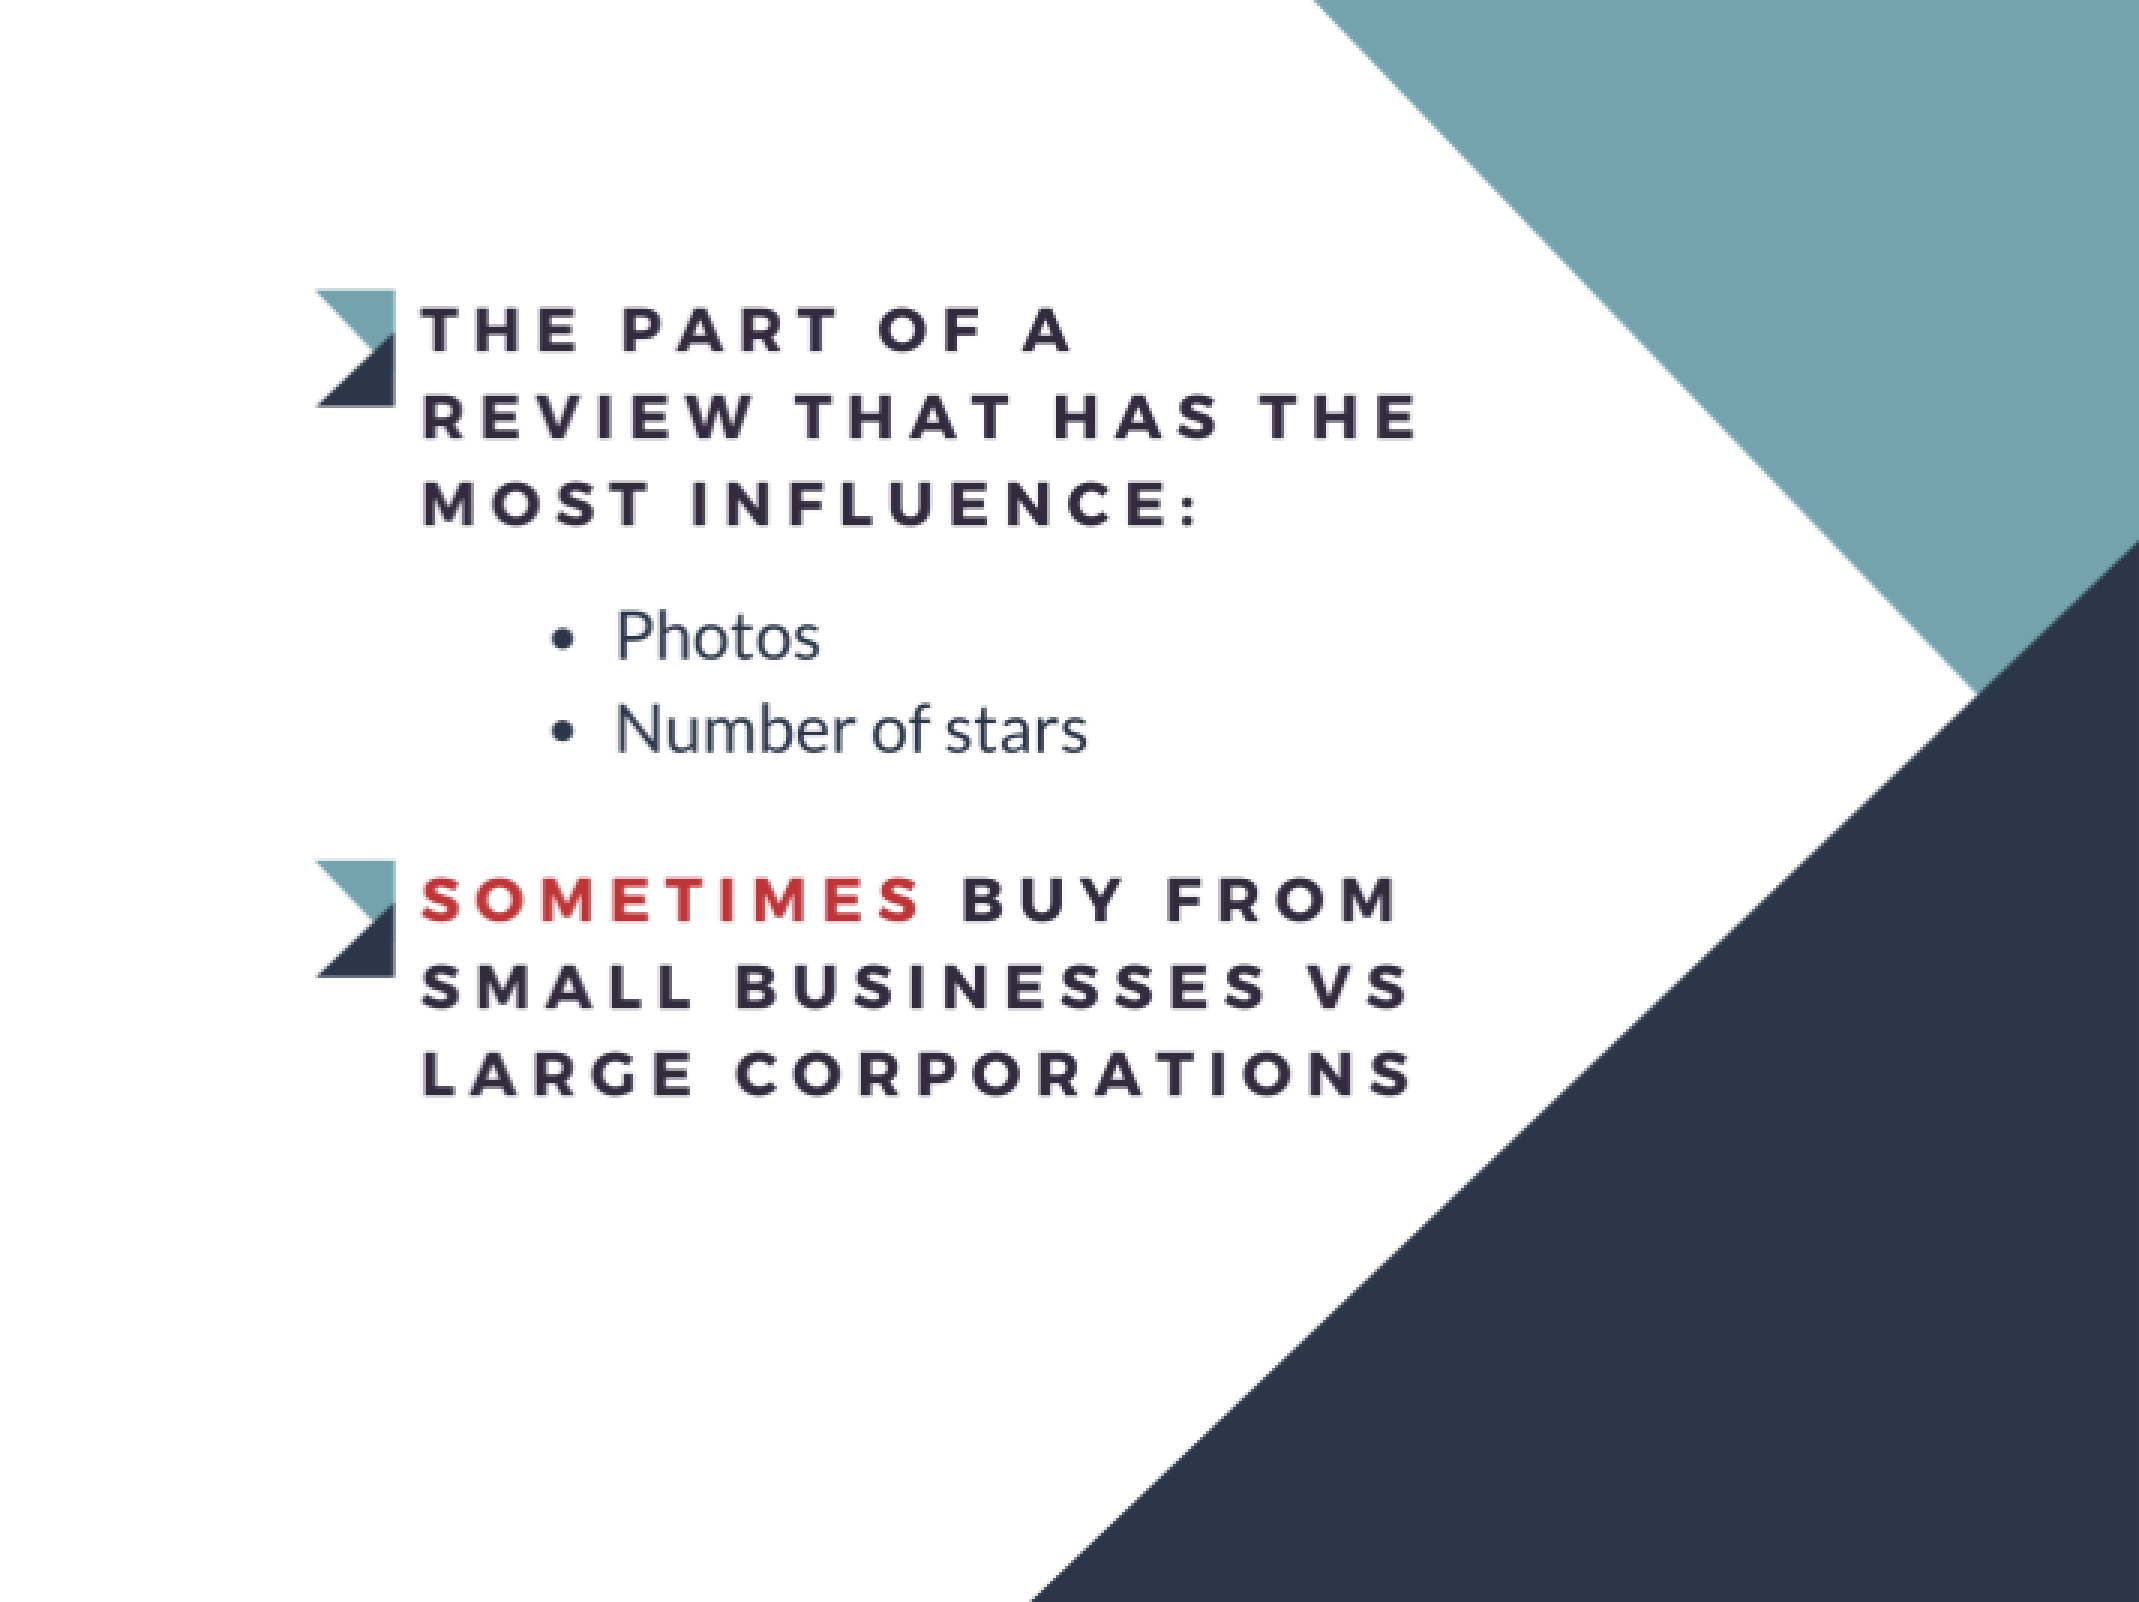 THE PART OF A
REVIEW THAT HAS THE
MOST INFLUENCE:
• Photos
• Number of stars
SOMETIMES BUY FROM
SMALL BUSINESSES VS
LARGE CORPORATIONS